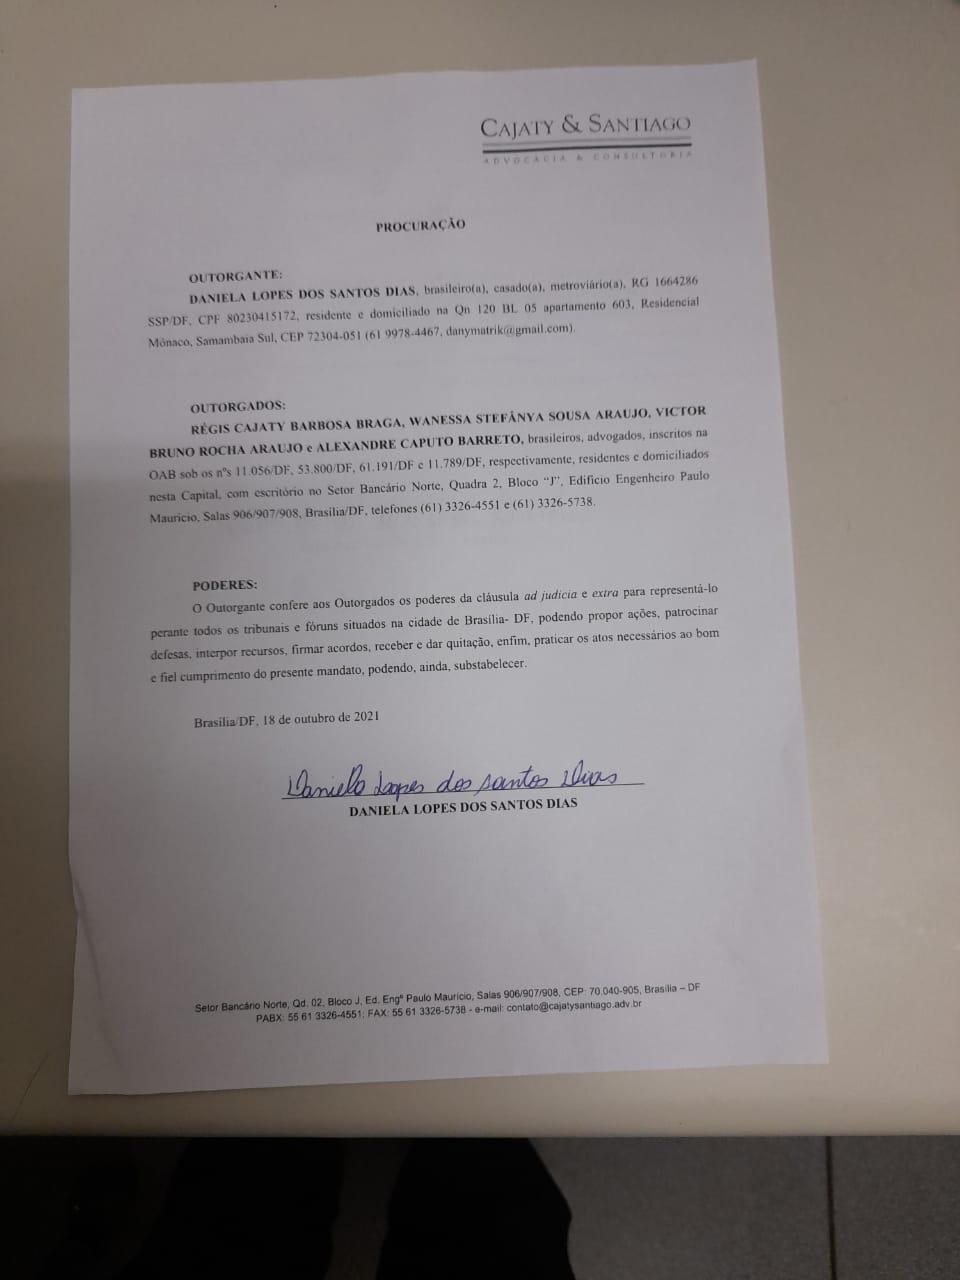 CAJATY & SANTIAGO
ADVOCACIA & CONSULTORIA
PROCURAÇÃO
OUTORGANTE:
DANIELA LOPES DOS SANTOS DIAS, brasileiro(a), casado(a), metroviário(a), RG 1664286
SSP/DF, CPF 80230415172, residente e domiciliado na Qn 120 BL 05 apartamento 603, Residencial
Mônaco, Samambaia Sul, CEP 72304-051 (61 9978-4467, danymatrik@gmail.com).
OUTORGADOS:
RÉGIS CAJATY BARBOSA BRAGA, WANESSA STEFÂNYA SOUSA ARAUJO, VICTOR
BRUNO ROCHA ARAUJO e ALEXANDRE CAPUTO BARRETO, brasileiros, advogados, inscritos na
OAB sob os nºs 11.056/DF, 53.800/DF, 61.191/DF e 11.789/DF, respectivamente, residentes e domiciliados
nesta Capital, com escritório no Setor Bancário Norte, Quadra 2, Bloco “J”, Edifício Engenheiro Paulo
Maurício, Salas 906/907/908, Brasília/DF, telefones (61) 3326-4551 e (61) 3326-5738.
PODERES:
O Outorgante confere aos Outorgados os poderes da cláusula ad judicia e extra para representá-lo
perante todos os tribunais e fóruns situados na cidade de Brasília- DF, podendo propor ações, patrocinar
defesas, interpor recursos, firmar acordos, receber e dar quitação, enfim, praticar os atos necessários ao bom
e fiel cumprimento do presente mandato, podendo, ainda, substabelecer.
Brasília/DF, 18 de outubro de 2021
Daniela Lopes dos Santos Dias
DANIELA LOPES DOS SANTOS DIAS
Setor Bancário Norte, Qd. 02, Bloco J, Ed. Engº Paulo Maurício, Salas 906/907/908, CEP: 70.040-905, Brasília – DF
PABX: 55 61 3326-4551; FAX: 55 61 3326-5738 - e-mail: contato@cajatysantiago.adv.br